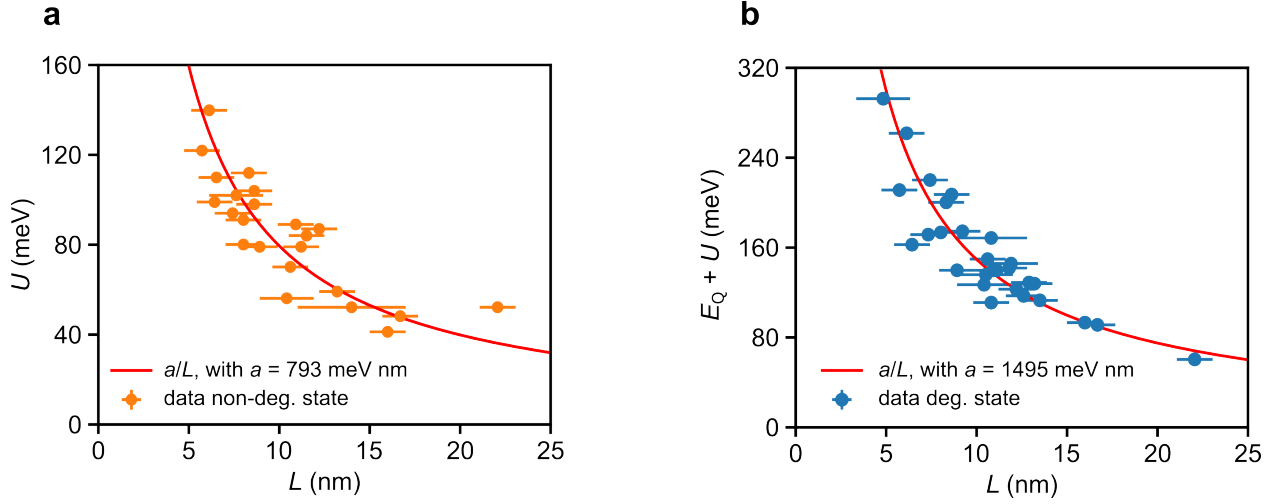 a
160
120
80
40
0
U (meV)
a/L, with a = 793 meV nm
data non-deg. state
0 5 10 15 20 25
L (nm)
b
320
240
160
80
0
E_Q + U (meV)
a/L, with a = 1495 meV nm
data deg. state
0 5 10 15 20 25
L (nm)